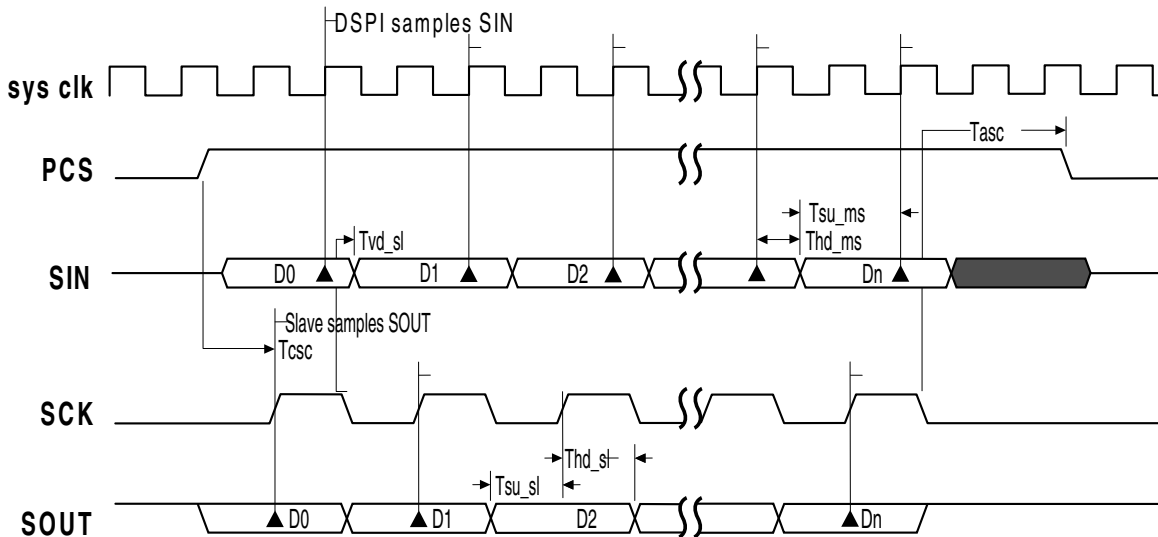 DSPI samples SIN
sys clk
Tasc
PCS
Tsu_ms
Tvd_sl
Thd_ms
SIN
D0
D1
D2
Dn
Slave samples SOUT
Tcsc
SCK
Thd_sl
Tsu_sl
SOUT
D0
D1
D2
Dn